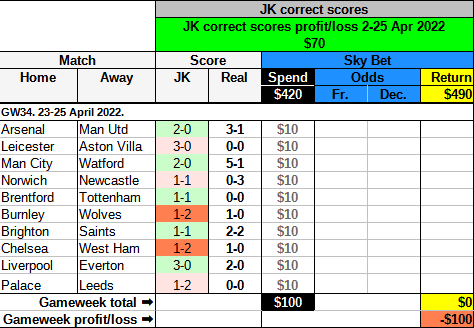 JK correct scores
JK correct scores profit/loss 2-25 Apr 2022
$70
Match Score Sky Bet
Home Away JK Real Spend Odds Return
$420 Fr. Dec. $490
GW34. 23-25 April 2022.
Arsenal Man Utd 2-0 3-1 $10
Leicester Aston Villa 3-0 0-0 $10
Man City Watford 2-0 5-1 $10
Norwich Newcastle 1-1 0-3 $10
Brentford Tottenham 1-1 0-0 $10
Burnley Wolves 1-2 1-0 $10
Brighton Saints 1-1 2-2 $10
Chelsea West Ham 1-2 1-0 $10
Liverpool Everton 3-0 2-0 $10
Palace Leeds 1-2 0-0 $10
Gameweek total ➡ $100 $0
Gameweek profit/loss ➡ -$100